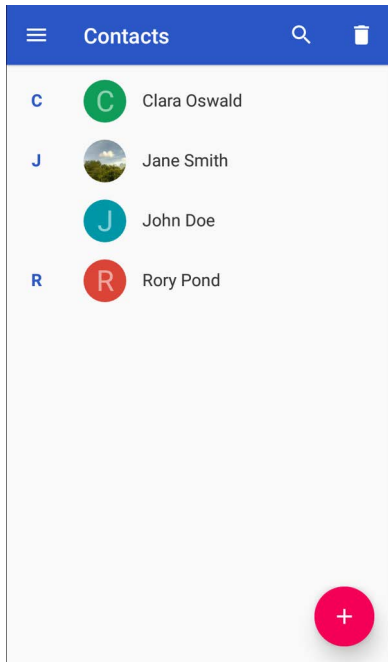 Contacts
C
C
Clara Oswald
J
Jane Smith
J
John Doe
R
R
Rory Pond
+